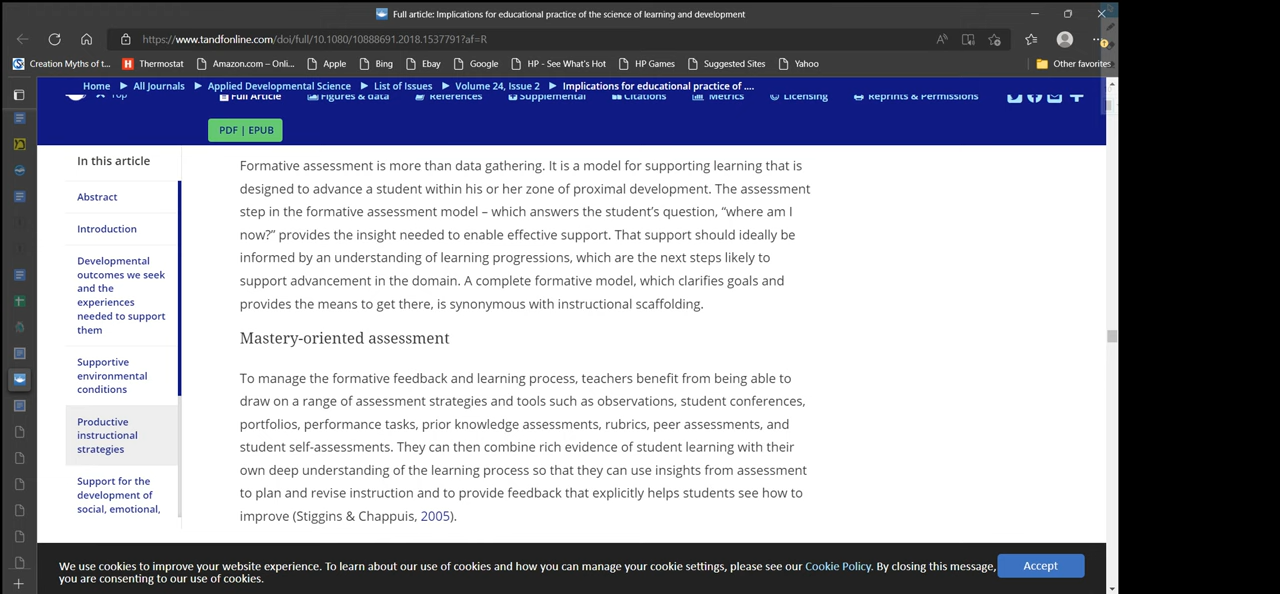 Full article: Implications for educational practice of the science of learning and development
https://www.tandfonline.com/doi/full/10.1080/10888691.2018.1537791?af=R
Creation Myths of t... Thermostat Amazon.com – Onli... Apple Bing Ebay Google HP - See What's Hot HP Games Suggested Sites Yahoo Other favorites
Home All Journals Applied Developmental Science List of Issues Volume 24, Issue 2 Implications for educational practice of ....
Top Full Article Figures & data References Supplemental Citations Metrics Licensing Reprints & Permissions
PDF | EPUB
In this article
Abstract
Introduction
Developmental
outcomes we seek
and the
experiences
needed to support
them
Supportive
environmental
conditions
Productive
instructional
strategies
Support for the
development of
social, emotional,
Formative assessment is more than data gathering. It is a model for supporting learning that is
designed to advance a student within his or her zone of proximal development. The assessment
step in the formative assessment model – which answers the student's question, “where am I
now?” provides the insight needed to enable effective support. That support should ideally be
informed by an understanding of learning progressions, which are the next steps likely to
support advancement in the domain. A complete formative model, which clarifies goals and
provides the means to get there, is synonymous with instructional scaffolding.
Mastery-oriented assessment
To manage the formative feedback and learning process, teachers benefit from being able to
draw on a range of assessment strategies and tools such as observations, student conferences,
portfolios, performance tasks, prior knowledge assessments, rubrics, peer assessments, and
student self-assessments. They can then combine rich evidence of student learning with their
own deep understanding of the learning process so that they can use insights from assessment
to plan and revise instruction and to provide feedback that explicitly helps students see how to
improve (Stiggins & Chappuis, 2005).
We use cookies to improve your website experience. To learn about our use of cookies and how you can manage your cookie settings, please see our Cookie Policy. By closing this message,
you are consenting to our use of cookies.
Accept